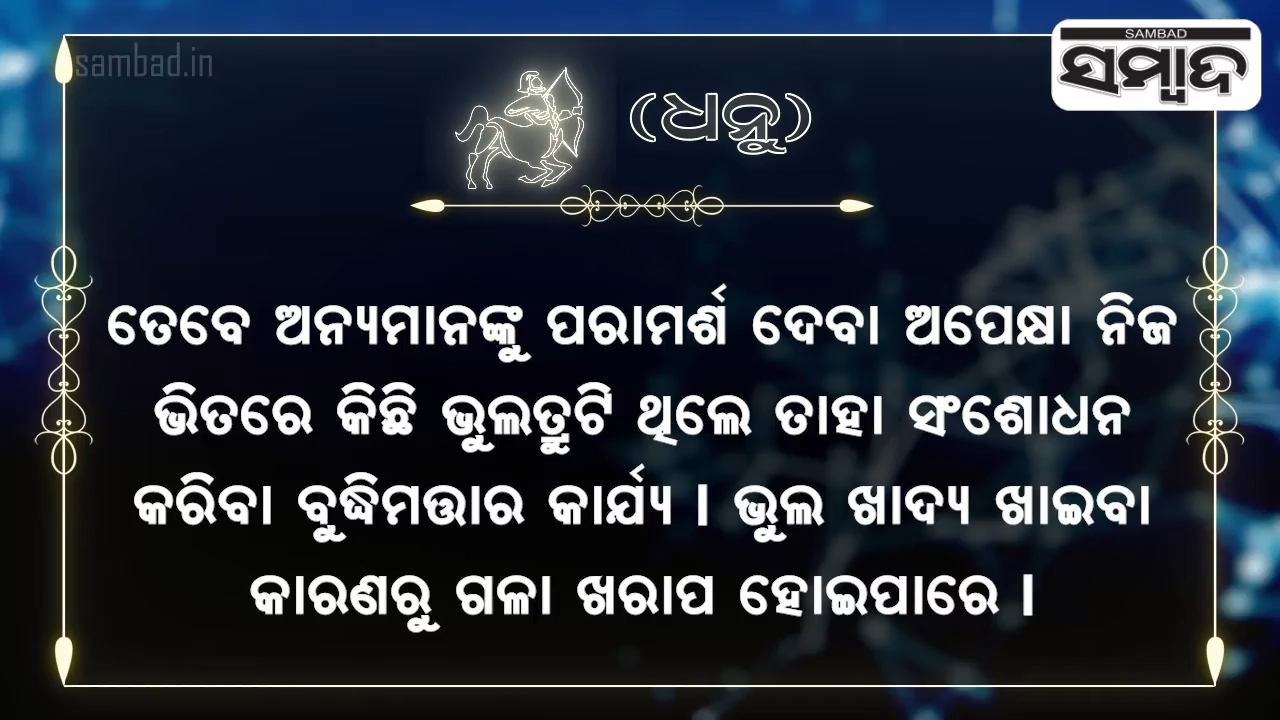 sambad.in
SAMBAD
ସମ୍ବାଦ
(ଧନୁ)
ତେବେ ଅନ୍ୟମାନଙ୍କୁ ପରାମର୍ଶ ଦେବା ଅପେକ୍ଷା ନିଜ
ଭିତରେ କିଛି ଭୁଲତ୍ରୁଟି ଥିଲେ ତାହା ସଂଶୋଧନ
କରିବା ବୁଦ୍ଧିମତ୍ତାର କାର୍ଯ୍ୟ । ଭୁଲ ଖାଦ୍ୟ ଖାଇବା
କାରଣରୁ ଗଳା ଖରାପ ହୋଇପାରେ ।